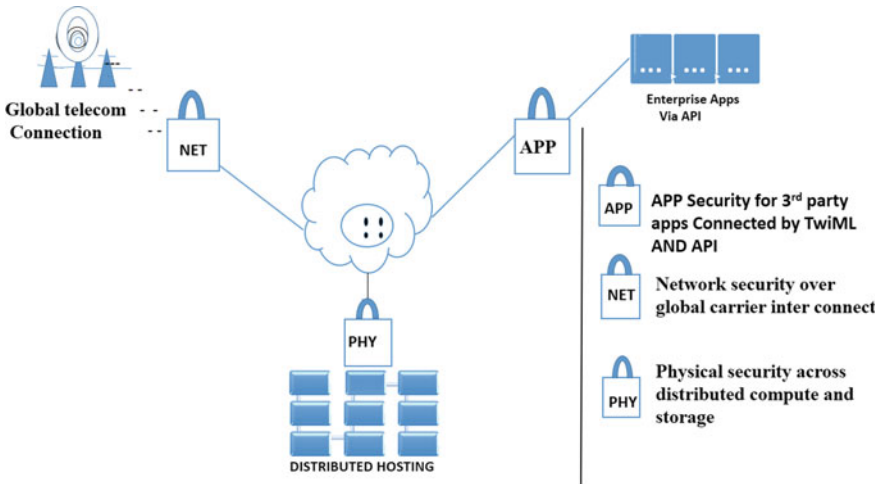 Global telecom
Connection
NET
APP
Enterprise Apps
Via API
PHY
DISTRIBUTED HOSTING
APP
APP Security for 3rd party
apps Connected by TwiML
AND API
NET
Network security over
global carrier inter connect
PHY
Physical security across
distributed compute and
storage